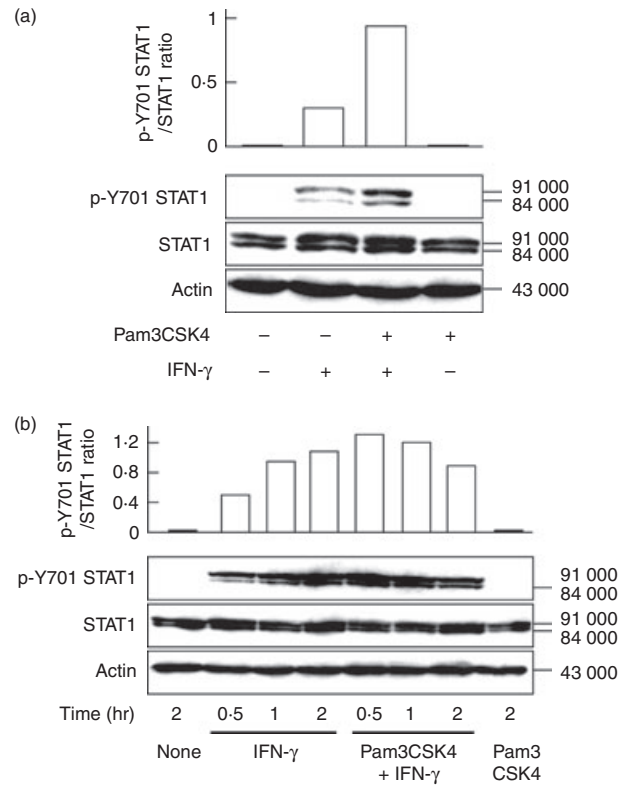 (a)
p-Y701 STAT1
/STAT1 ratio
1
0·5
0
p-Y701 STAT1
91 000
84 000
STAT1
91 000
84 000
Actin
43 000
Pam3CSK4 – – + +
IFN-γ – + + –
(b)
p-Y701 STAT1
/STAT1 ratio
1·2
0·8
0·4
0
p-Y701 STAT1
91 000
84 000
STAT1
91 000
84 000
Actin
43 000
Time (hr) 2 0·5 1 2 0·5 1 2 2
None IFN-γ Pam3CSK4 Pam3
+ IFN-γ CSK4